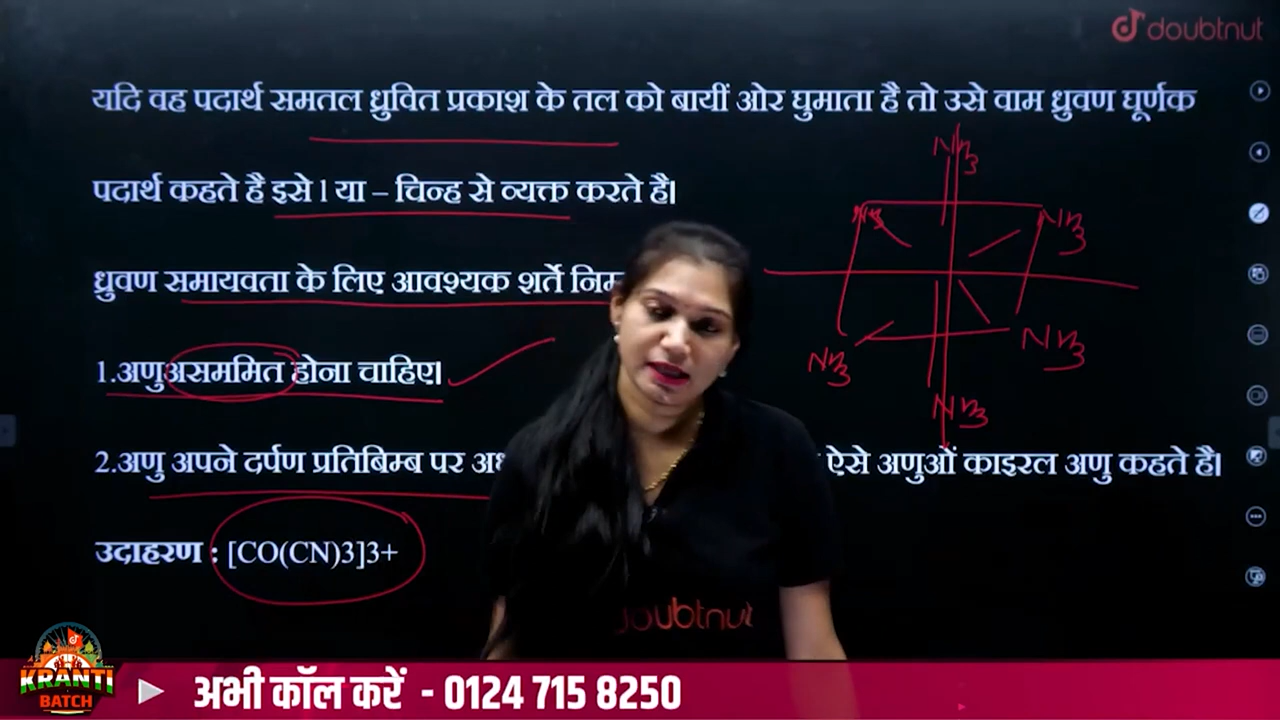 doubtnut
यदि वह पदार्थ समतल ध्रुवित प्रकाश के तल को बायीं ओर घुमाता है तो उसे वाम ध्रुवण घूर्णक
पदार्थ कहते है इसे l या – चिन्ह से व्यक्त करते है।
ध्रुवण समायवता के लिए आवश्यक शर्ते
1.अणुअसममित होना चाहिए।
2.अणु अपने दर्पण प्रतिबिम्ब पर
ऐसे अणुओं काइरल अणु कहते है।
उदाहरण : [CO(CN)3]3+
NH3
NH3
NH3
NH3
NH3
NH3
doubtnut
KRANTI
BATCH
अभी कॉल करें - 0124 715 8250